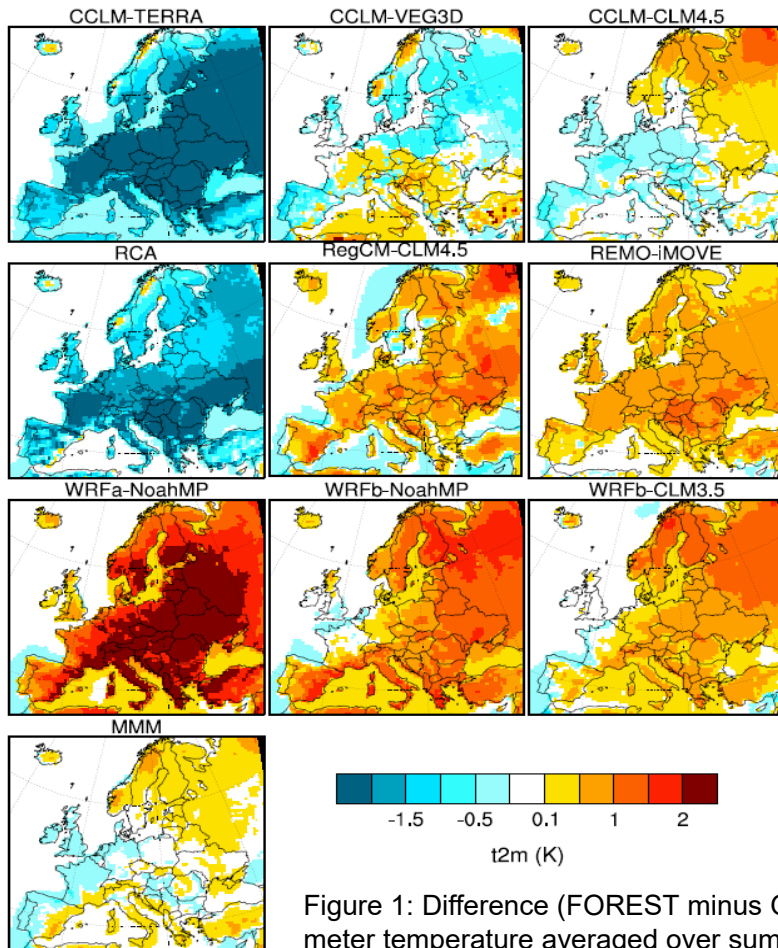 CCLM-TERRA CCLM-VEG3D CCLM-CLM4.5
RCA RegCM-CLM4.5 REMO-iMOVE
WRFa-NoahMP WRFb-NoahMP WRFb-CLM3.5
MMM
-1.5 -0.5 0.1 1 2
t2m (K)
Figure 1: Difference (FOREST minus
meter temperature averaged over